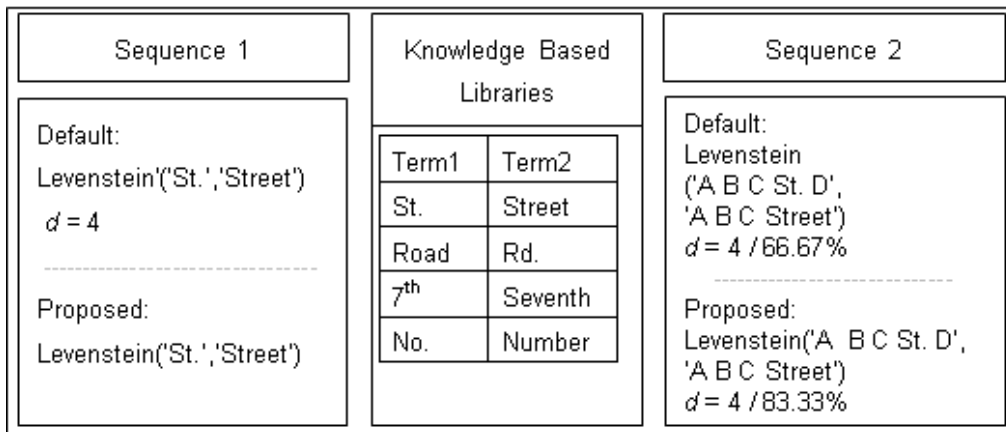 Sequence 1
Default:
Levenstein'('St.','Street')
d = 4
Proposed:
Levenstein('St.','Street')
Knowledge Based
Libraries
Term1 Term2
St. Street
Road Rd.
7th Seventh
No. Number
Sequence 2
Default:
Levenstein
('A B C St. D',
'A B C Street')
d = 4 / 66.67%
Proposed:
Levenstein('A B C St. D',
'A B C Street')
d = 4 / 83.33%